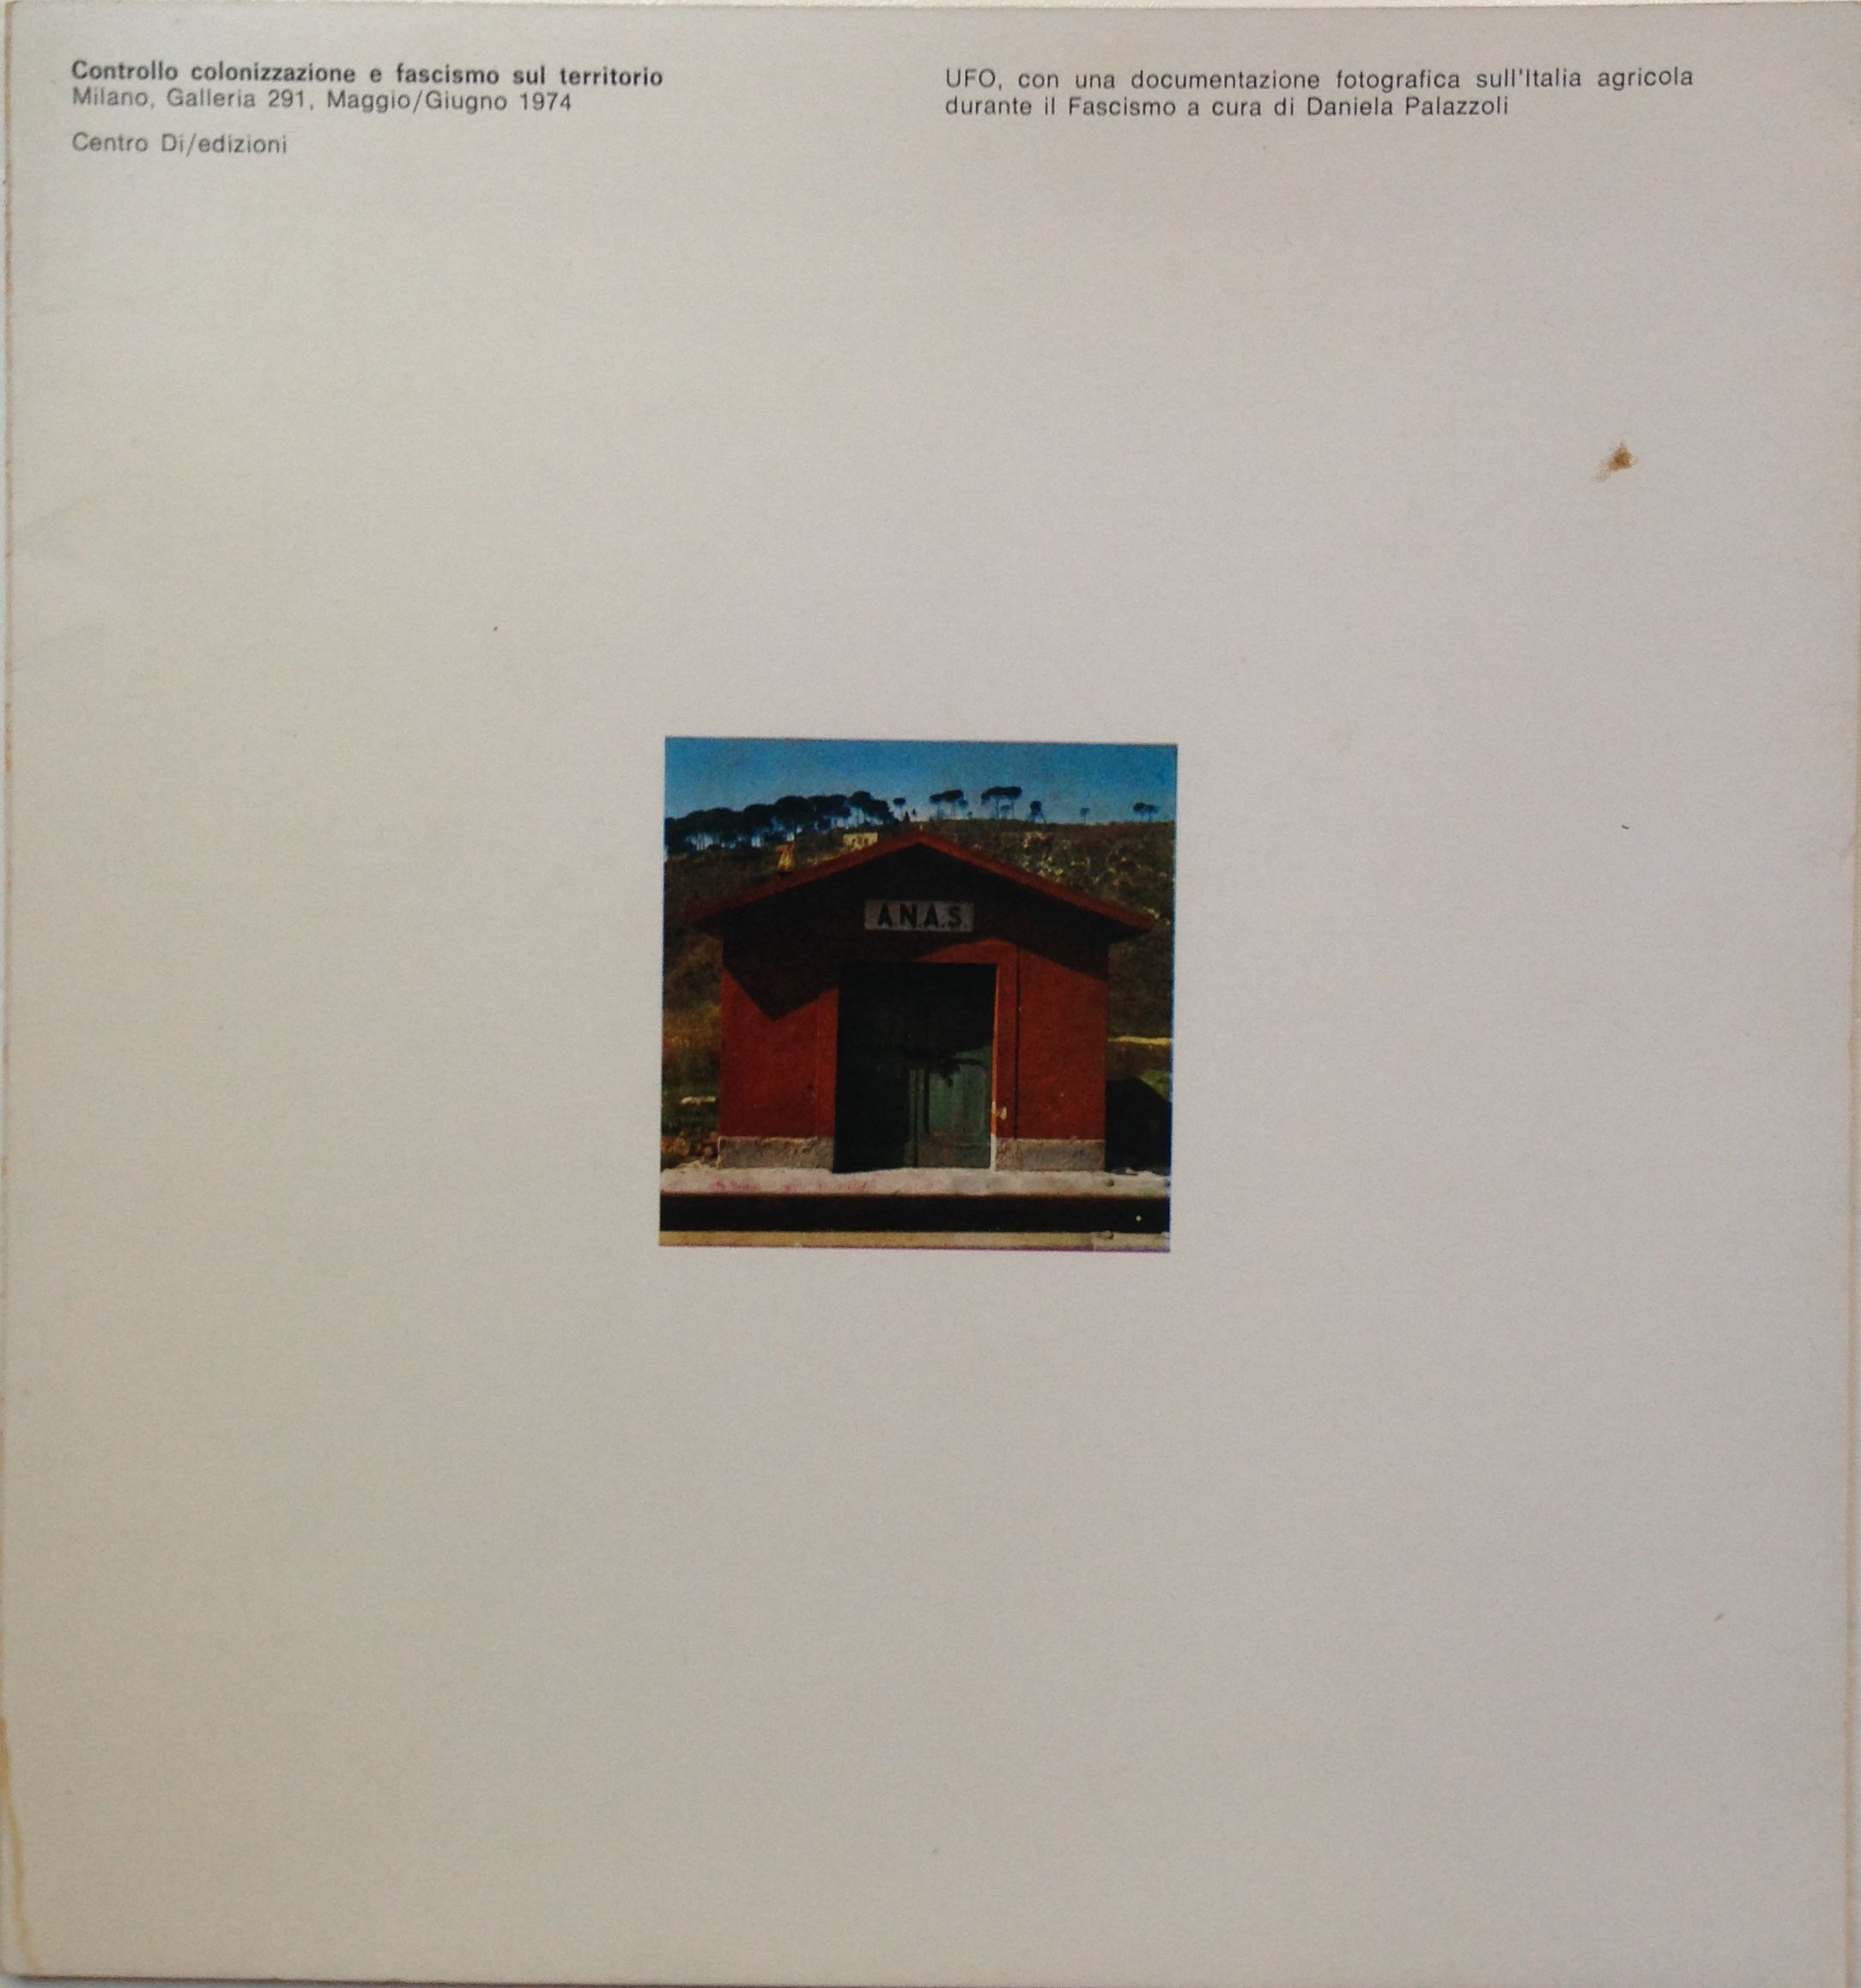 Controllo colonizzazione e fascismo sul territorio
Milano, Galleria 291, Maggio/Giugno 1974
Centro Di/edizioni
UFO, con una documentazione fotografica sull'Italia agricola
durante il Fascismo a cura di Daniela Palazzoli
A.N.A.S.